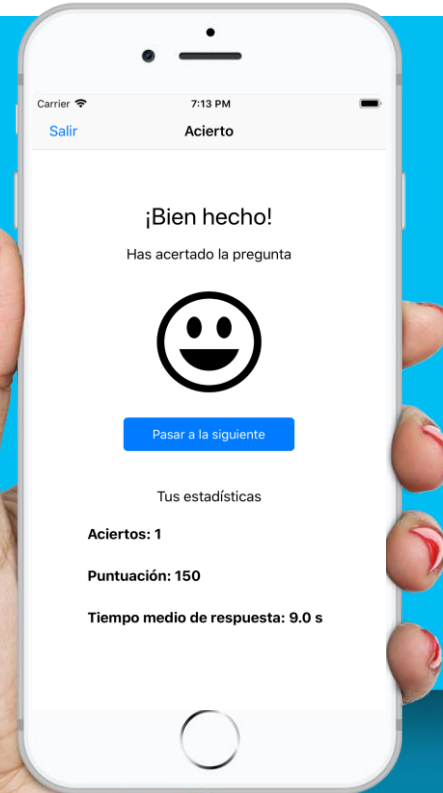 Carrier 7:13 PM
Salir Acierto
¡Bien hecho!
Has acertado la pregunta
Pasar a la siguiente
Tus estadísticas
Aciertos: 1
Puntuación: 150
Tiempo medio de respuesta: 9.0 s